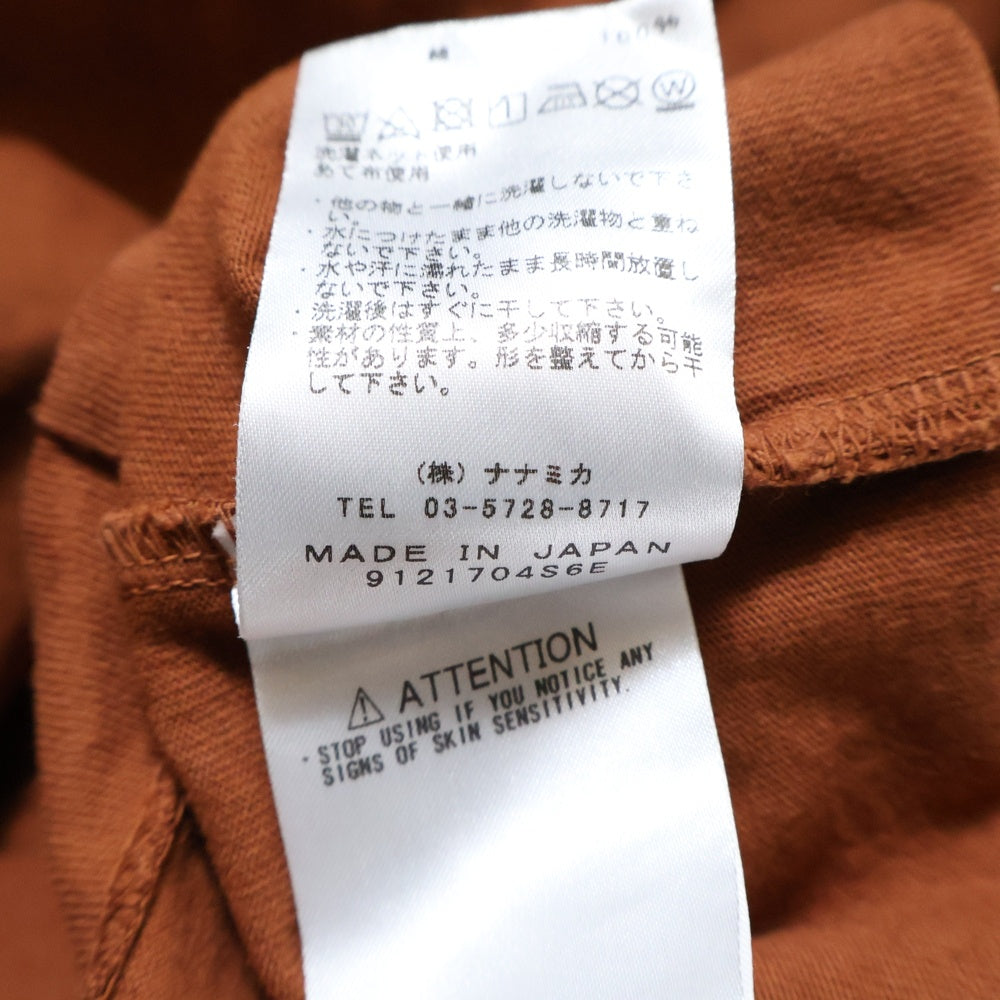 綿 100%
洗濯ネット使用
あて布使用
・他の物と一緒に洗濯しないで下さ
い。
・水につけたまま他の洗濯物と重ね
ないで下さい。
・水や汗に濡れたまま長時間放置し
ないで下さい。
・洗濯後はすぐに干して下さい。
・素材の性質上、多少収縮する可能
性があります。形を整えてから干
して下さい。
(株) ナナミカ
TEL 03-5728-8717
MADE IN JAPAN
9121704S6E
⚠ ATTENTION
・STOP USING IF YOU NOTICE ANY
SIGNS OF SKIN SENSITIVITY.